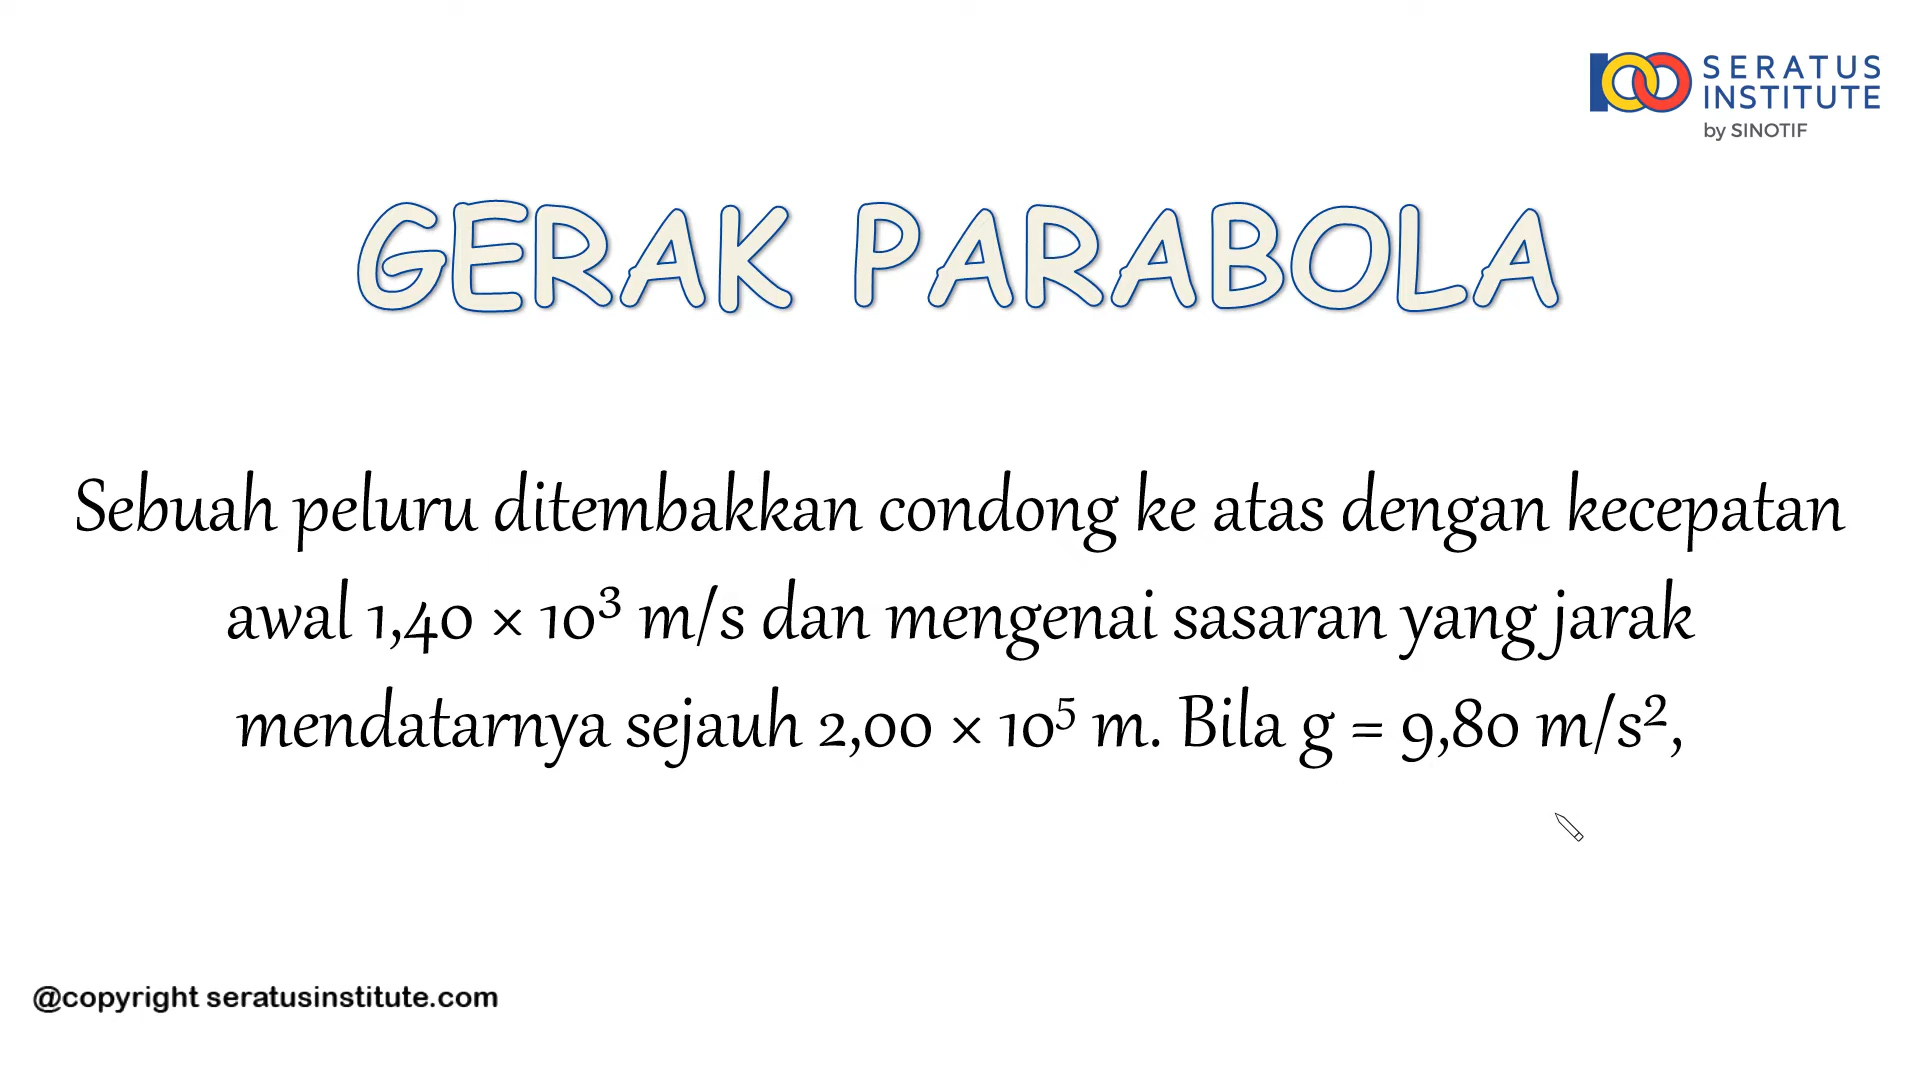 100 SERATUS
INSTITUTE
by SINOTIF
GERAK PARABOLA
Sebuah peluru ditembakkan condong ke atas dengan kecepatan
awal 1,40 × 10³ m/s dan mengenai sasaran yang jarak
mendatarnya sejauh 2,00 × 10⁵ m. Bila g = 9,80 m/s²,
@copyright seratusinstitute.com